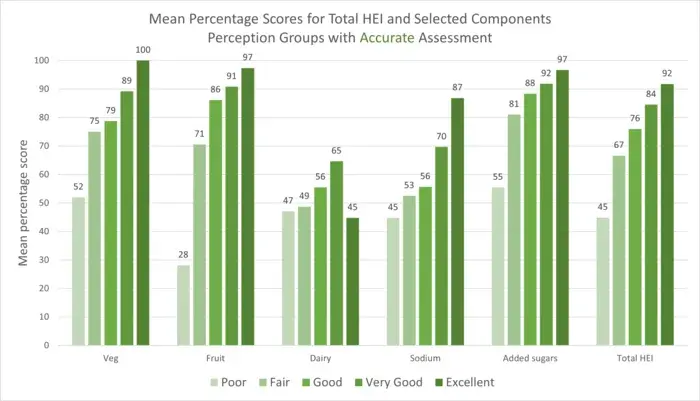 Mean Percentage Scores for Total HEI and Selected Components
Perception Groups with Accurate Assessment
Mean percentage score
100
90
80
70
60
50
40
30
20
10
0
52 75 79 89 100
28 71 86 91 97
47 49 56 65 45
45 53 56 70 87
55 81 88 92 97
45 67 76 84 92
Veg Fruit Dairy Sodium Added sugars Total HEI
Poor Fair Good Very Good Excellent